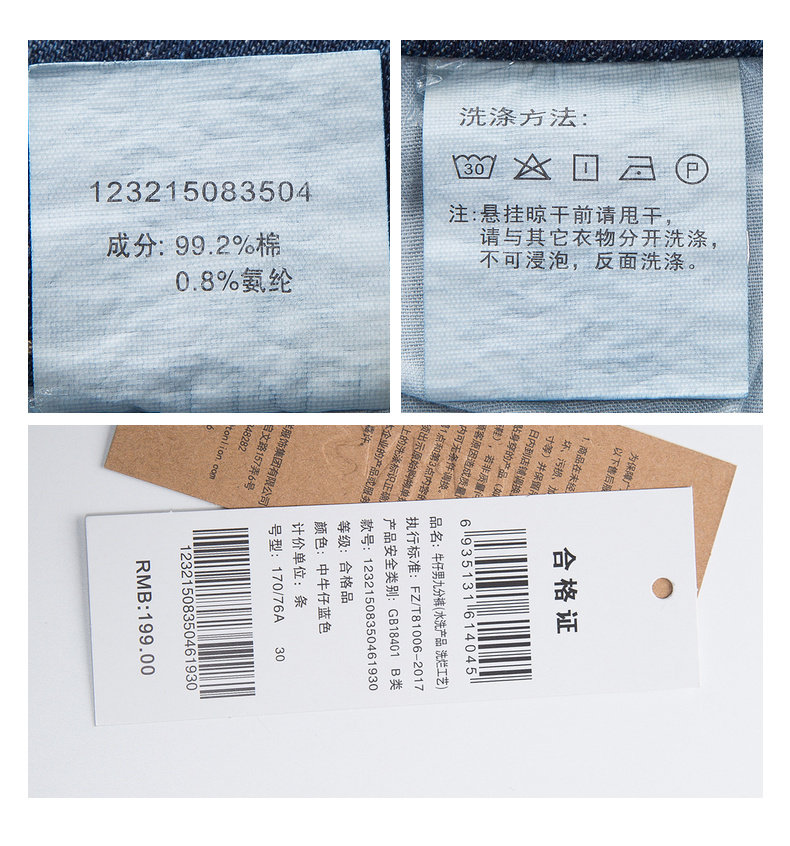 123215083504
成分: 99.2%棉
0.8%氨纶
洗涤方法:
30
P
注: 悬挂晾干前请甩干，
请与其它衣物分开洗涤，
不可浸泡，反面洗涤。
合格证
6 935131 614045
品名: 牛仔男九分裤(水洗产品 洗烂工艺)
执行标准: FZ/T81006-2017
产品安全类别: GB18401 B类
款号: 12321508350461930
等级: 合格品
颜色: 中牛仔蓝色
计价单位: 条
号型: 170/76A 30
12321508350461930
RMB:199.00